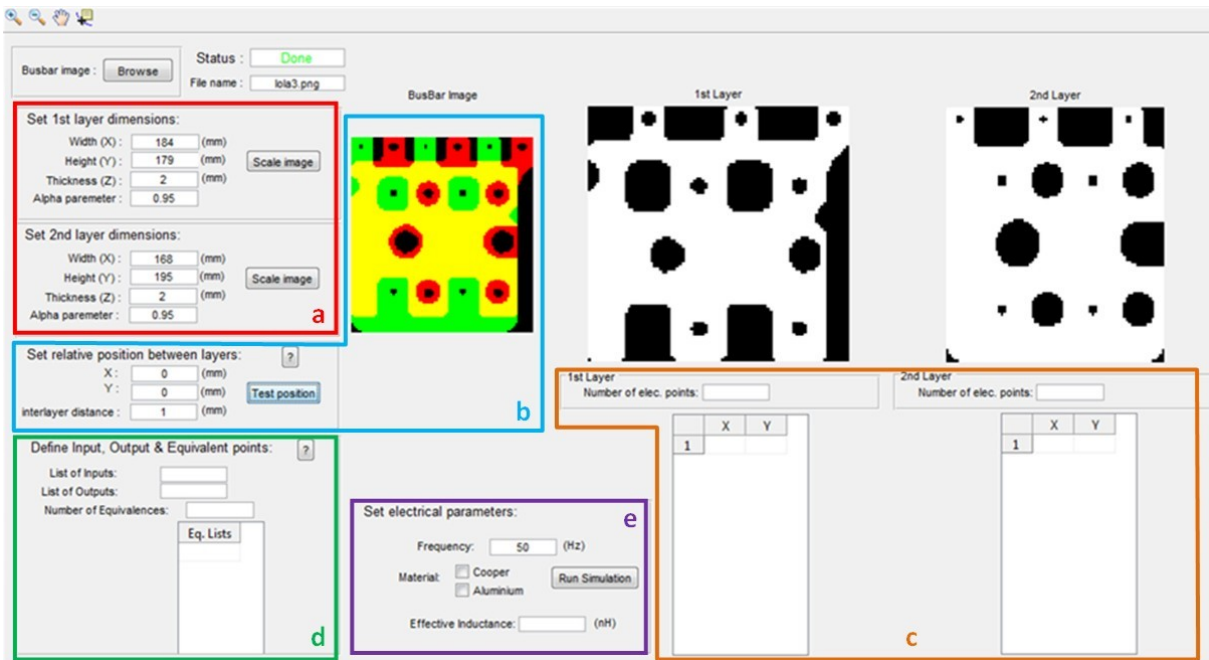 Busbar image :
Browse
Status :
Done
File name :
lola3.png
Set 1st layer dimensions:
Width (X) : 184 (mm)
Height (Y) : 179 (mm)
Scale image
Thickness (Z) : 2 (mm)
Alpha paremeter : 0.95
Set 2nd layer dimensions:
Width (X) : 168 (mm)
Height (Y) : 195 (mm)
Scale image
Thickness (Z) : 2 (mm)
Alpha paremeter : 0.95
a
BusBar Image
1st Layer
2nd Layer
Set relative position between layers:
?
X : 0 (mm)
Y : 0 (mm)
Test position
interlayer distance : 1 (mm)
b
Define Input, Output & Equivalent points:
?
List of Inputs:
List of Outputs:
Number of Equivalences:
Eq. Lists
d
Set electrical parameters:
e
Frequency: 50 (Hz)
Material: Cooper
Aluminium
Run Simulation
Effective Inductance: (nH)
1st Layer
Number of elec. points:
X Y
1
2nd Layer
Number of elec. points:
X Y
1
c